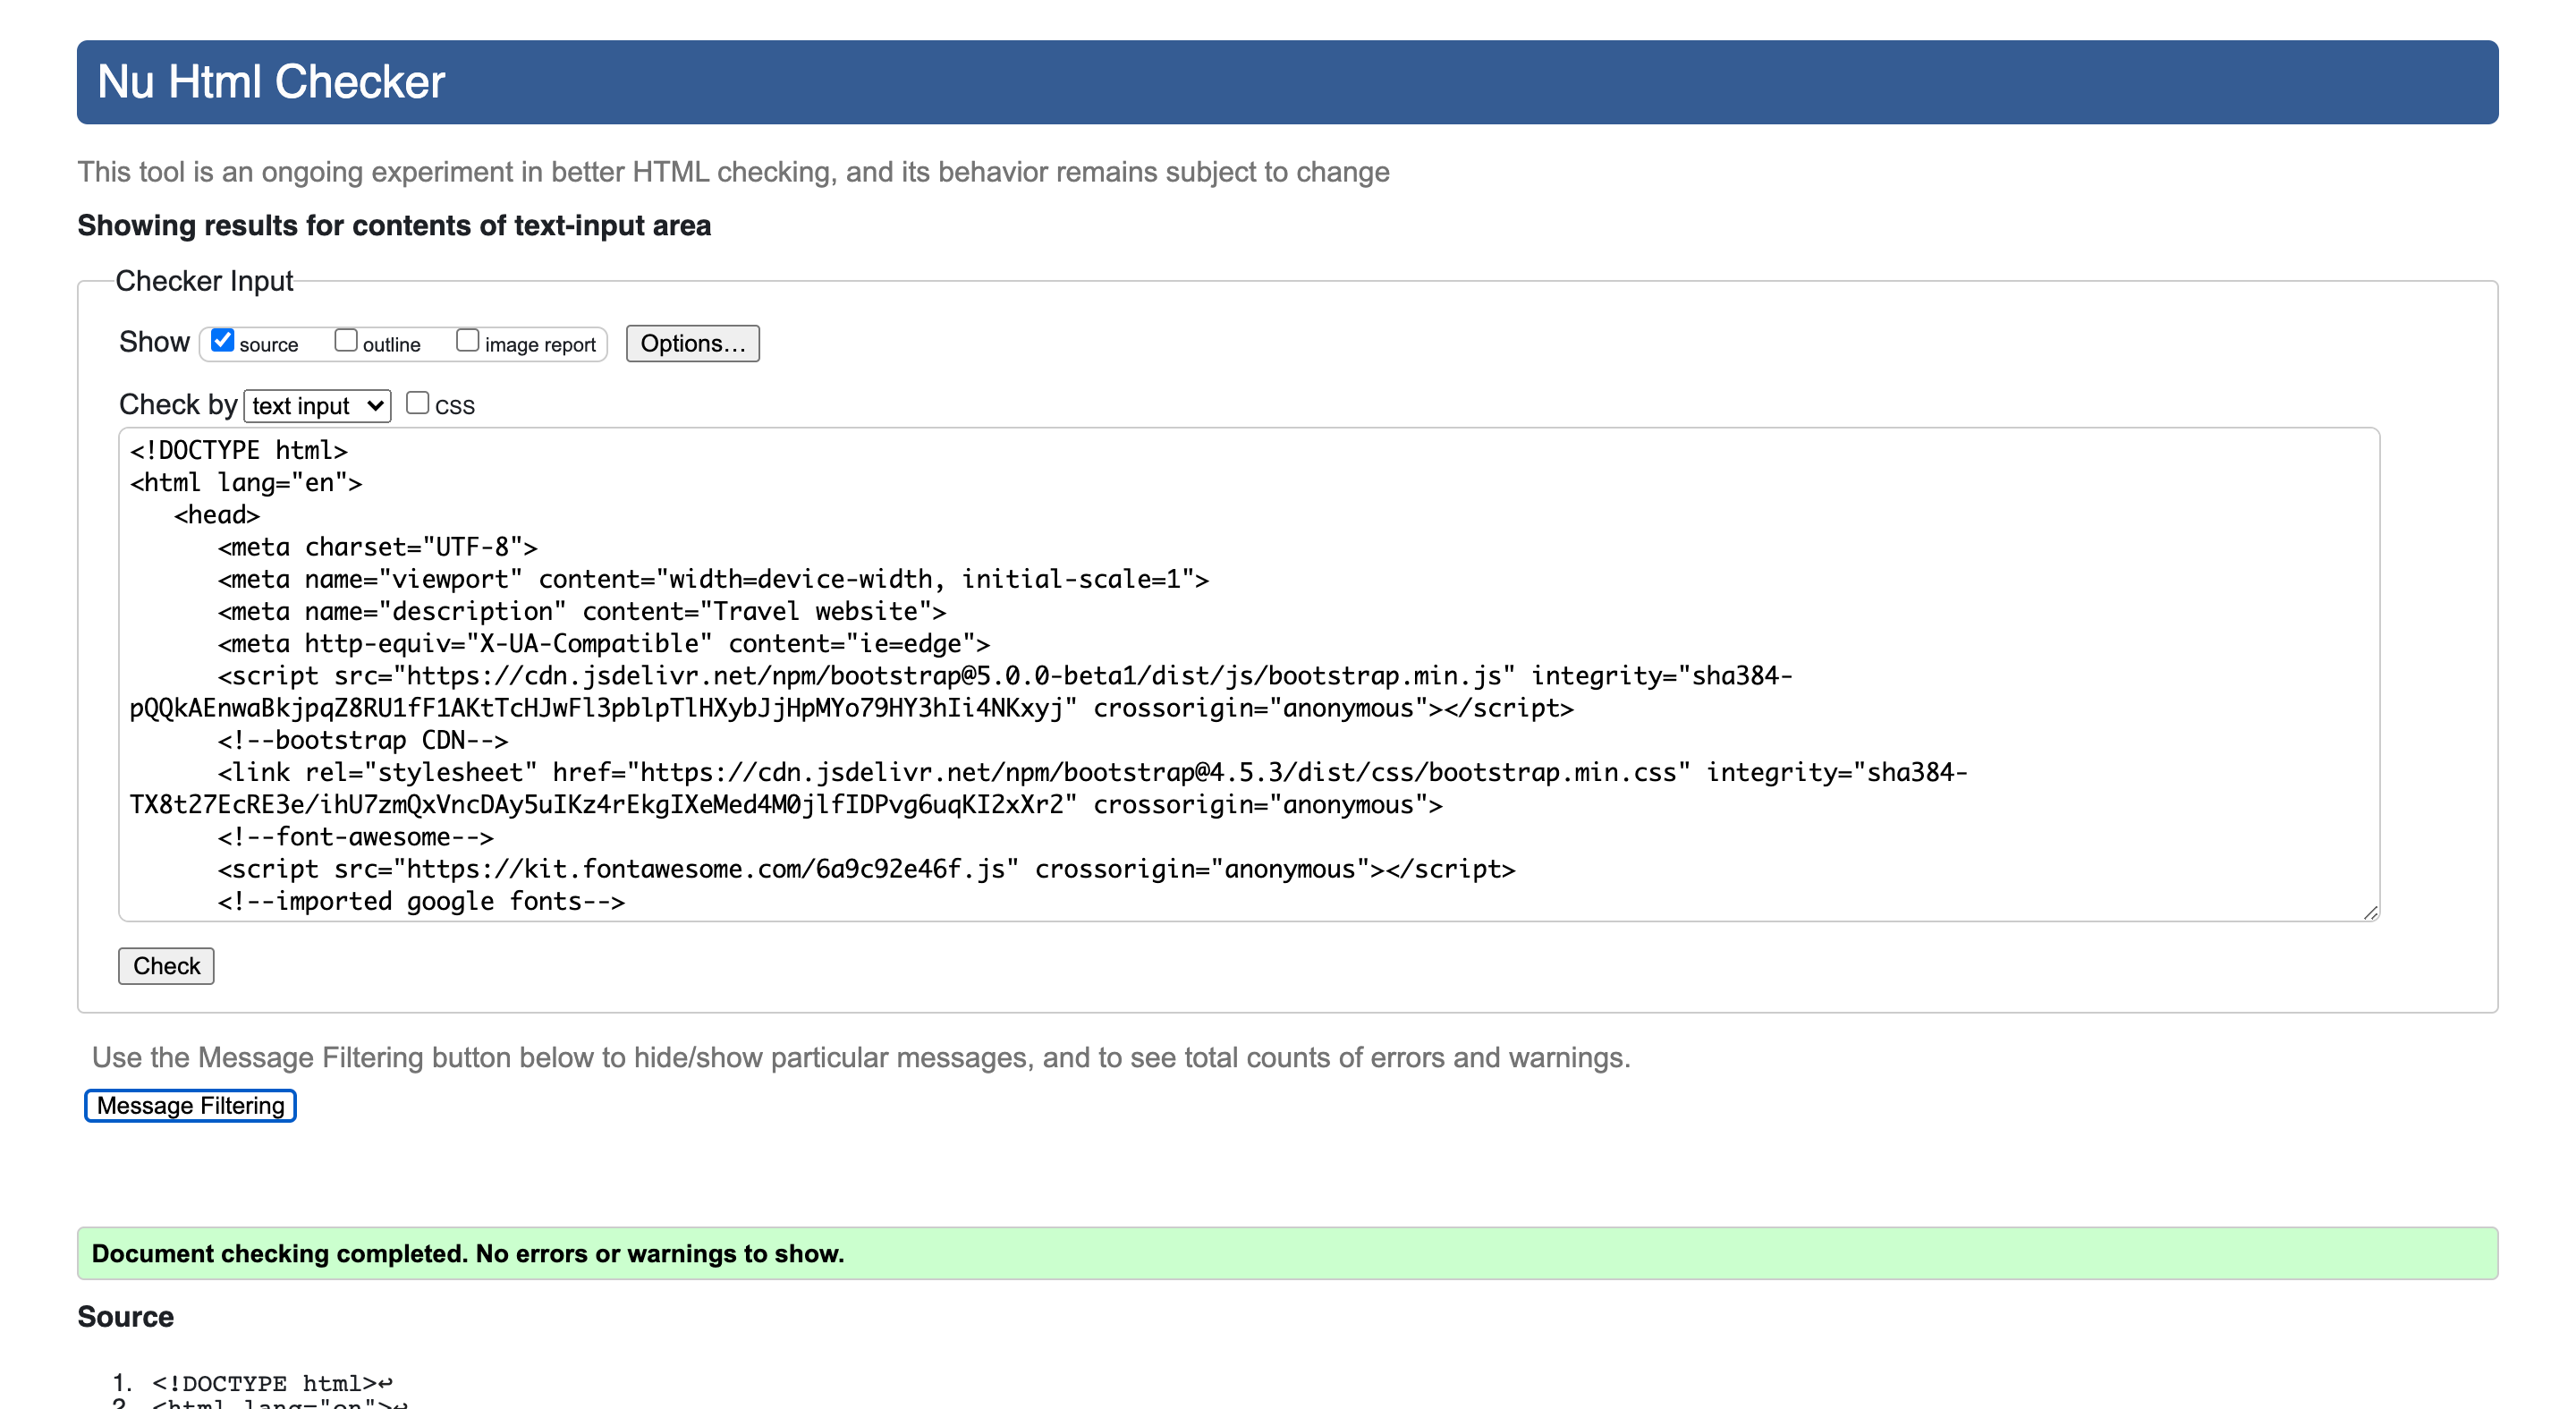 Nu Html Checker
This tool is an ongoing experiment in better HTML checking, and its behavior remains subject to change
Showing results for contents of text-input area
Checker Input
Show source outline image report Options...
Check by text input CSS
<!DOCTYPE html>
<html lang="en">
<head>
<meta charset="UTF-8">
<meta name="viewport" content="width=device-width, initial-scale=1">
<meta name="description" content="Travel website">
<meta http-equiv="X-UA-Compatible" content="ie=edge">
<script src="https://cdn.jsdelivr.net/npm/bootstrap@5.0.0-beta1/dist/js/bootstrap.min.js" integrity="sha384-
pQQkAEnwaBkjpqZ8RU1fF1AKtTcHJwFl3pblpTlHXybJjHpMYo79HY3hIi4NKxyj" crossorigin="anonymous"></script>
<!--bootstrap CDN-->
<link rel="stylesheet" href="https://cdn.jsdelivr.net/npm/bootstrap@4.5.3/dist/css/bootstrap.min.css" integrity="sha384-
TX8t27EcRE3e/ihU7zmQxVncDAy5uIKz4rEkgIXeMed4M0jlfIDPvg6uqKI2xXr2" crossorigin="anonymous">
<!--font-awesome-->
<script src="https://kit.fontawesome.com/6a9c92e46f.js" crossorigin="anonymous"></script>
<!--imported google fonts-->
Check
Use the Message Filtering button below to hide/show particular messages, and to see total counts of errors and warnings.
Message Filtering
Document checking completed. No errors or warnings to show.
Source
1. <!DOCTYPE html>↩
2. <html lang="en">↩